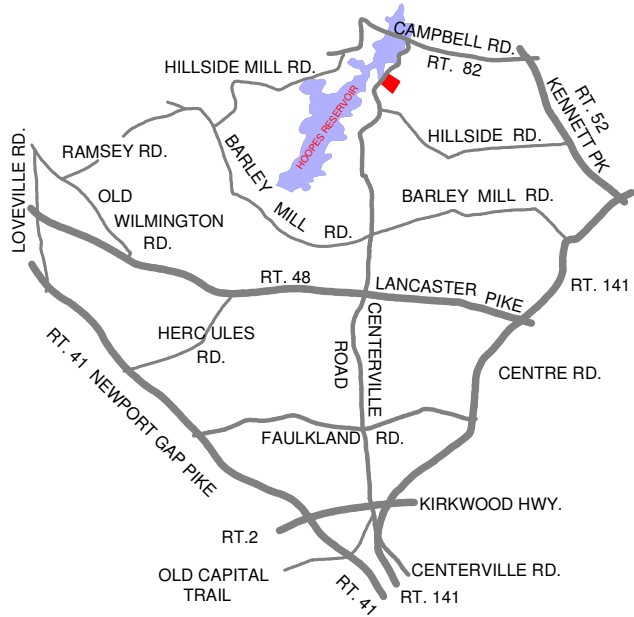 CAMPBELL RD.
RT. 82
HILLSIDE MILL RD.
HOOPES RESERVOIR
RT. 52
KENNETT PK
HILLSIDE RD.
LOVEVILLE RD.
RAMSEY RD.
BARLEY
MILL RD.
OLD
WILMINGTON
RD.
BARLEY MILL RD.
RT. 48
LANCASTER PIKE
RT. 141
HERCULES
RD.
CENTERVILLE
ROAD
CENTRE RD.
RT. 41 NEWPORT GAP PIKE
FAULKLAND RD.
KIRKWOOD HWY.
RT.2
OLD CAPITAL
TRAIL
CENTERVILLE RD.
RT. 141
RT. 41